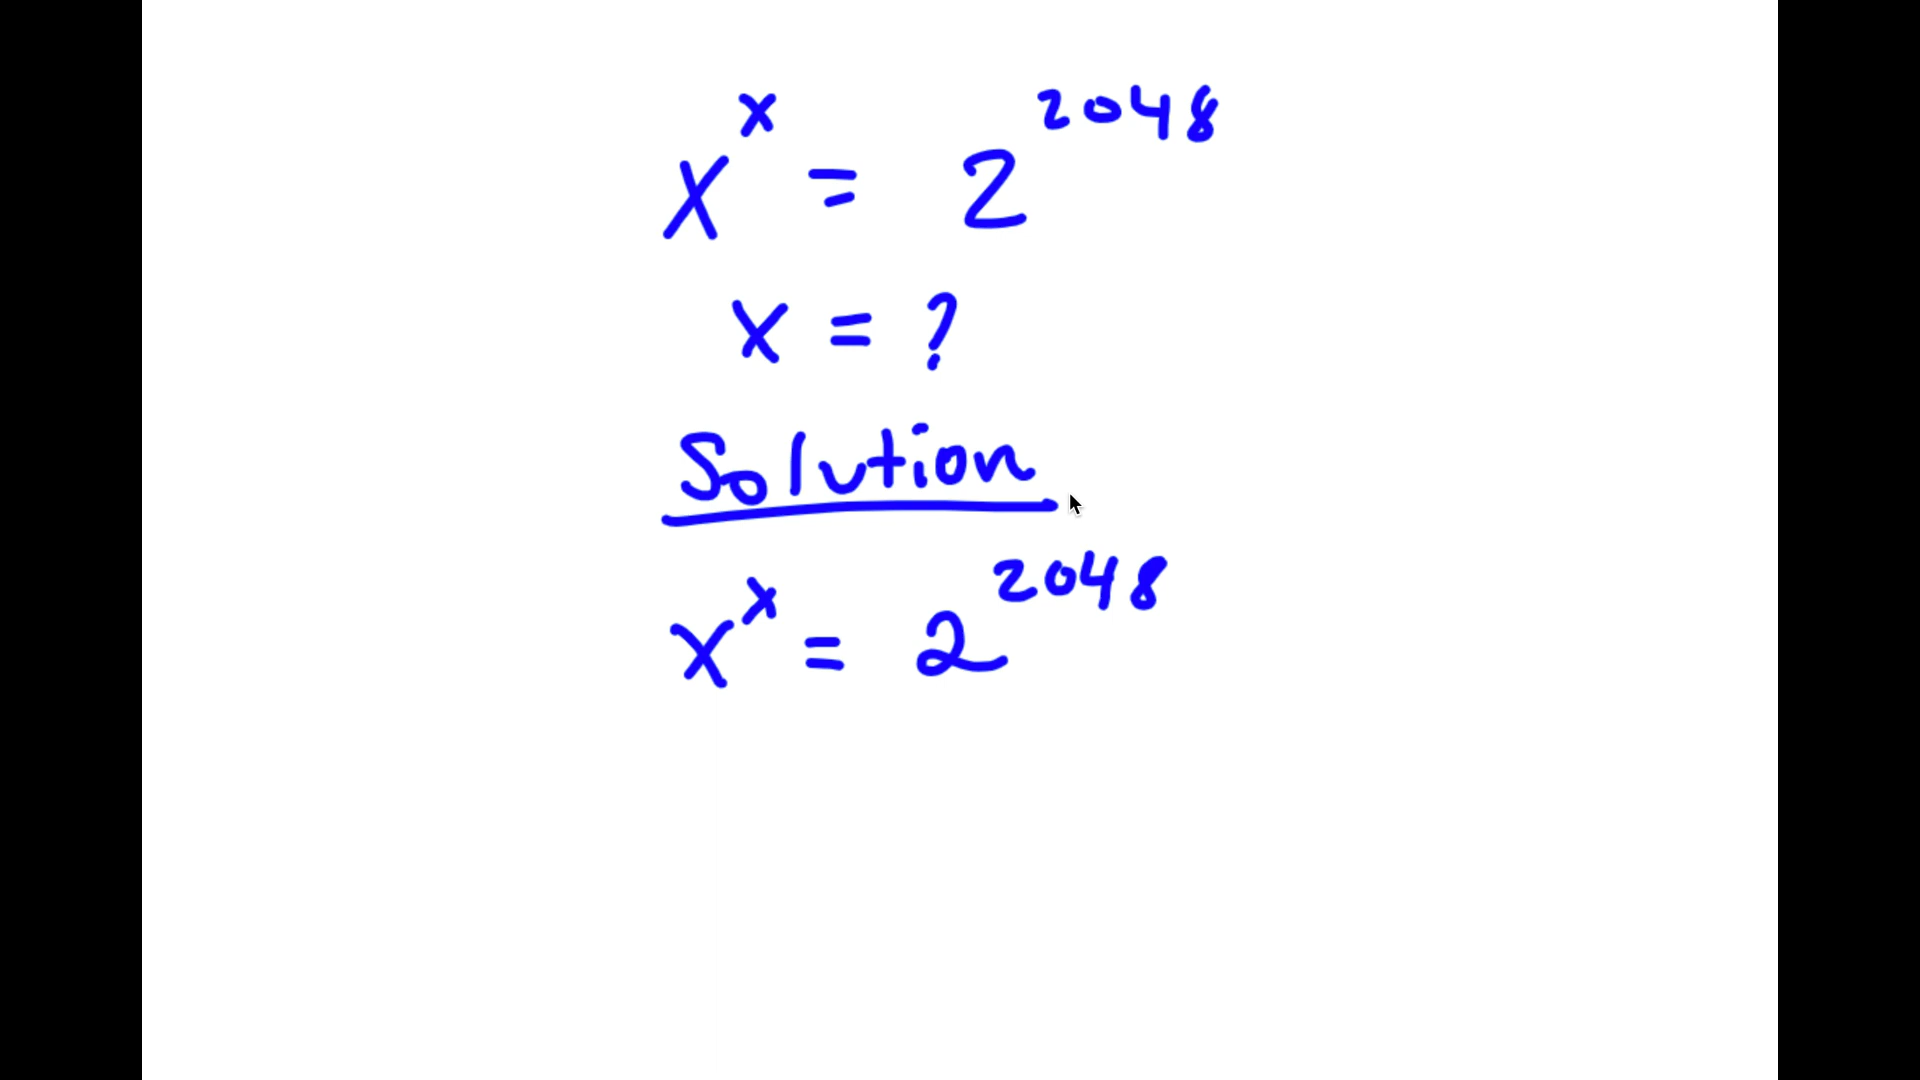 x^x = 2^2048
x = ?
Solution
x^x = 2^2048